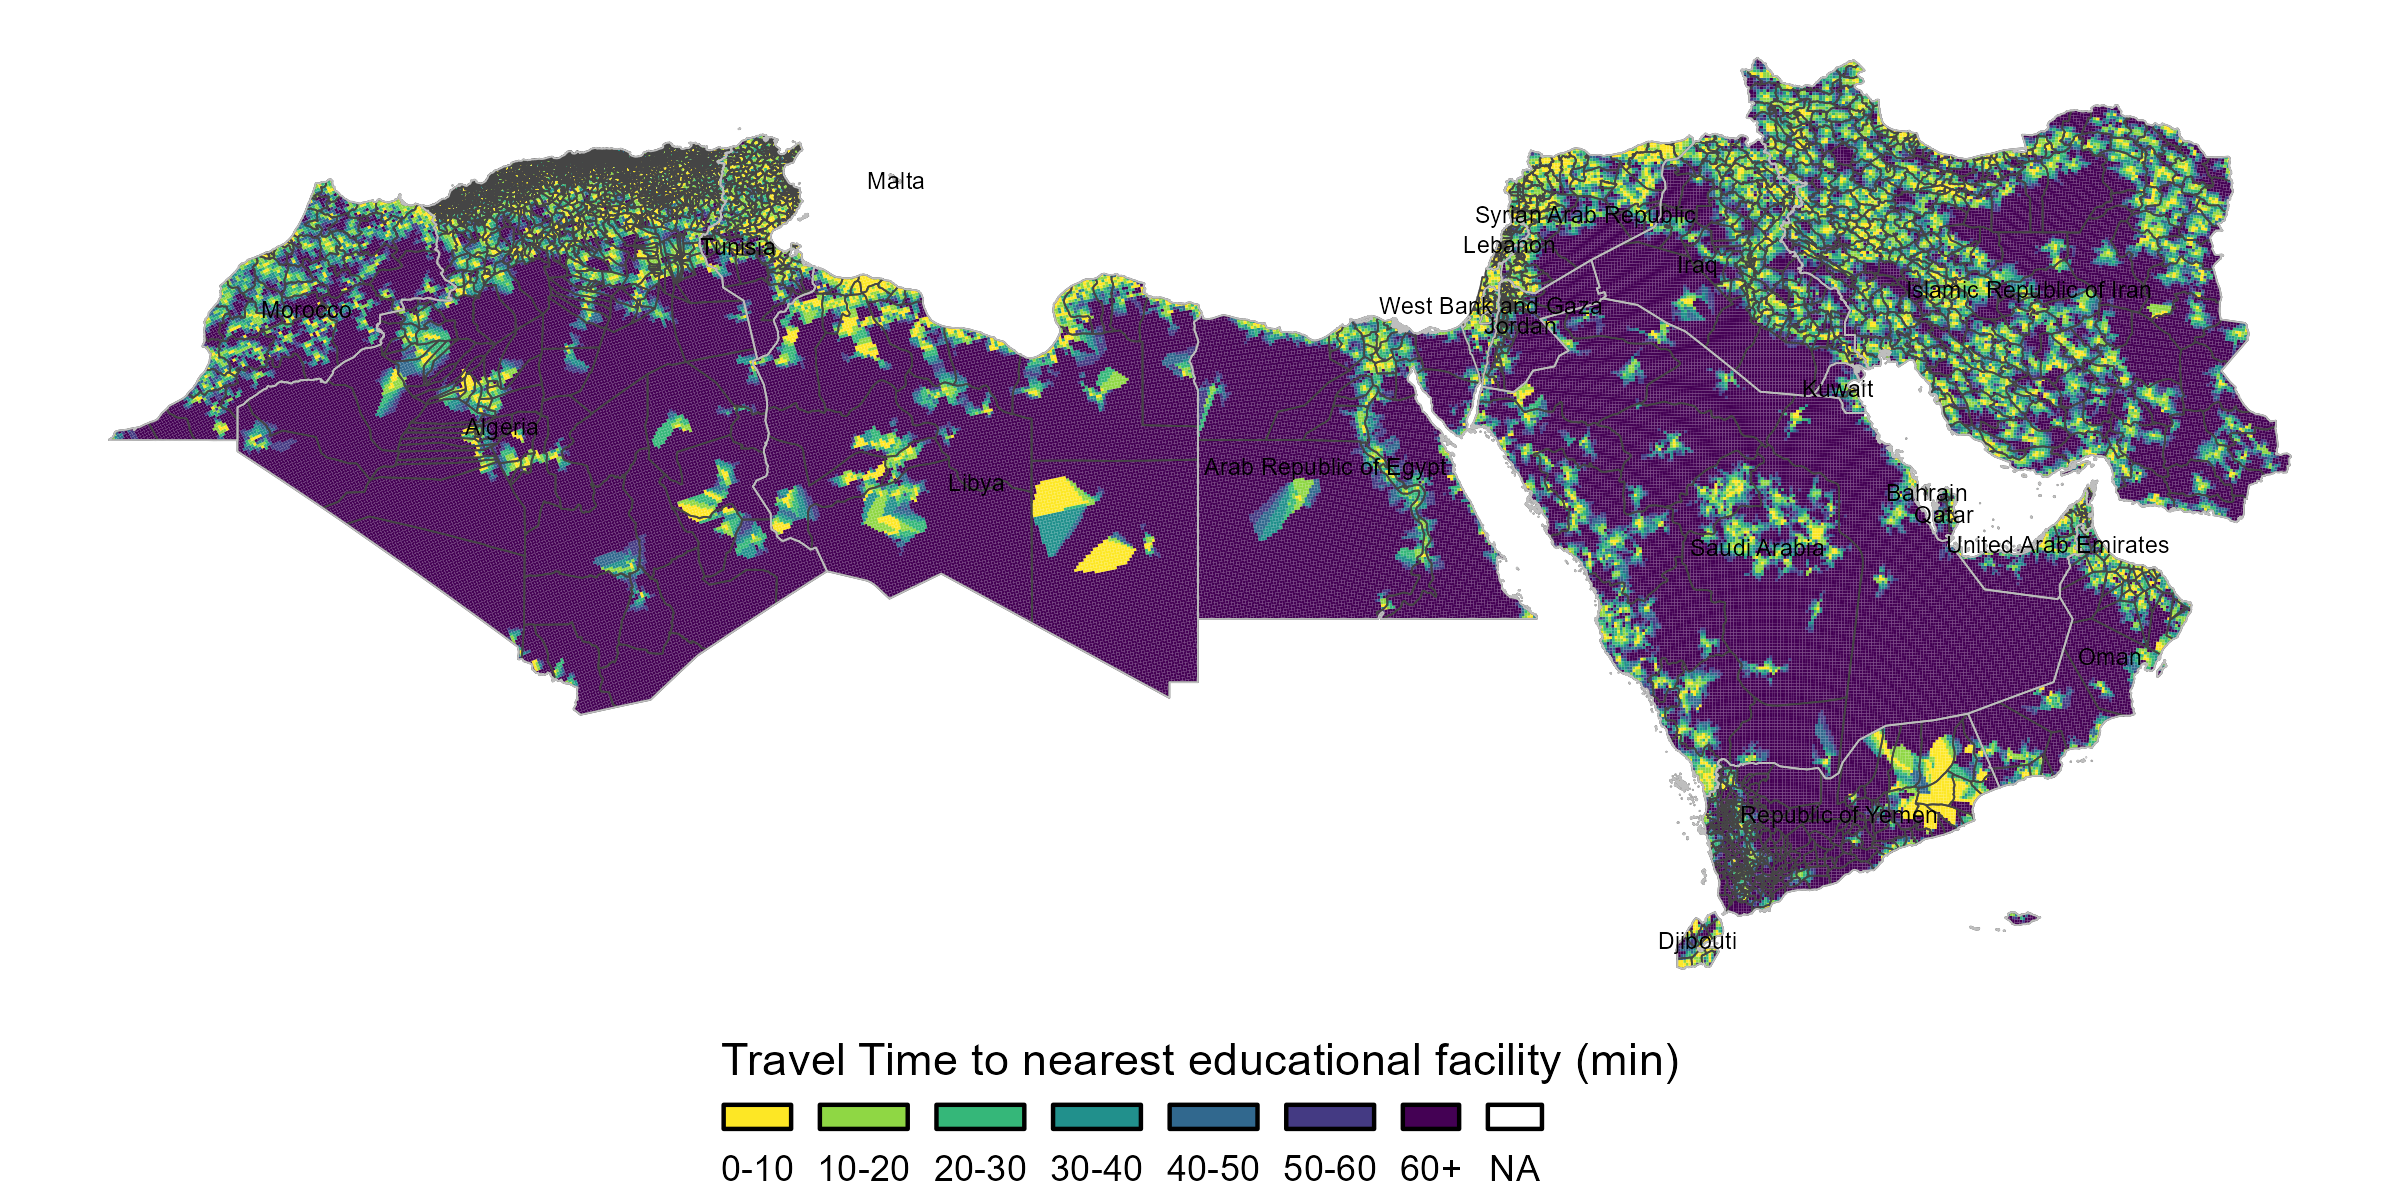 Malta
Syrian Arab Republic
Lebanon
Tunisia
Iraq
Islamic Republic of Iran
Morocco
West Bank and Gaza
Jordan
Kuwait
Algeria
Arab Republic of Egypt
Libya
Bahrain
Qatar
Saudi Arabia
United Arab Emirates
Oman
Republic of Yemen
Djibouti
Travel Time to nearest educational facility (min)
0-10 10-20 20-30 30-40 40-50 50-60 60+ NA